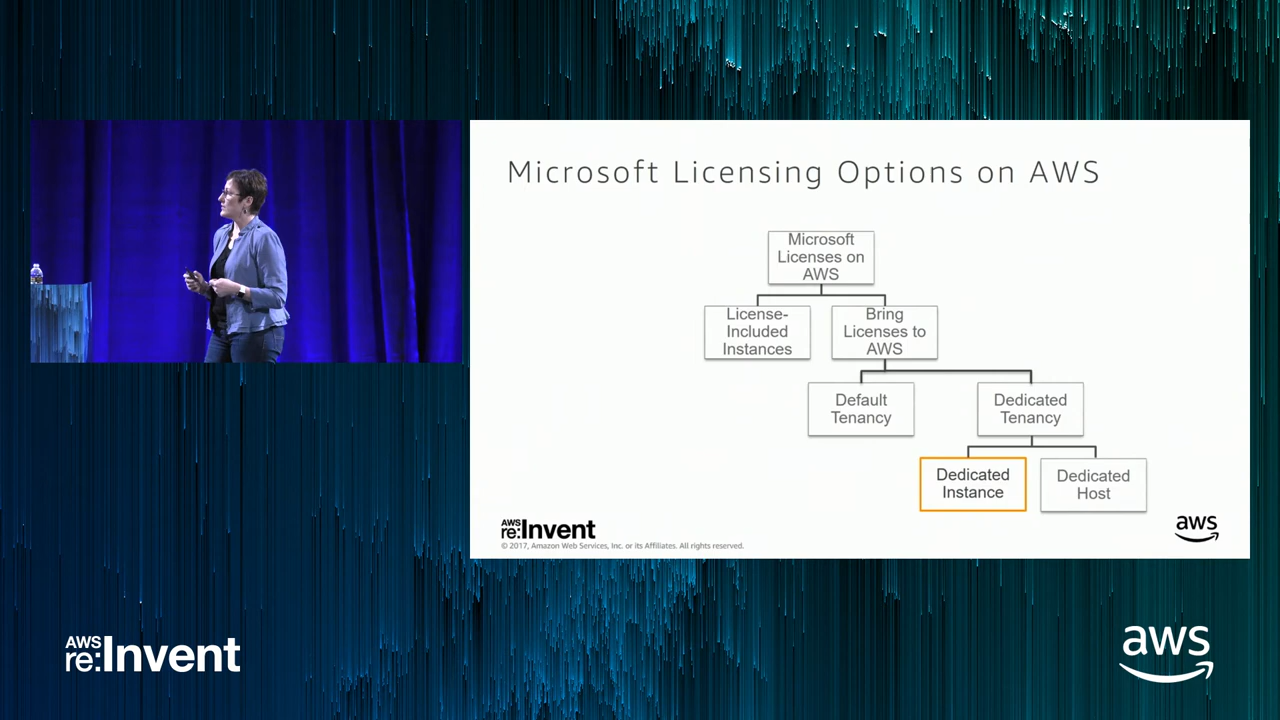 Microsoft Licensing Options on AWS
Microsoft
Licenses on
AWS
License-
Included
Instances
Bring
Licenses to
AWS
Default
Tenancy
Dedicated
Tenancy
Dedicated
Instance
Dedicated
Host
AWS
re:Invent
© 2017, Amazon Web Services, Inc. or its Affiliates. All rights reserved.
aws
AWS
re:Invent
aws